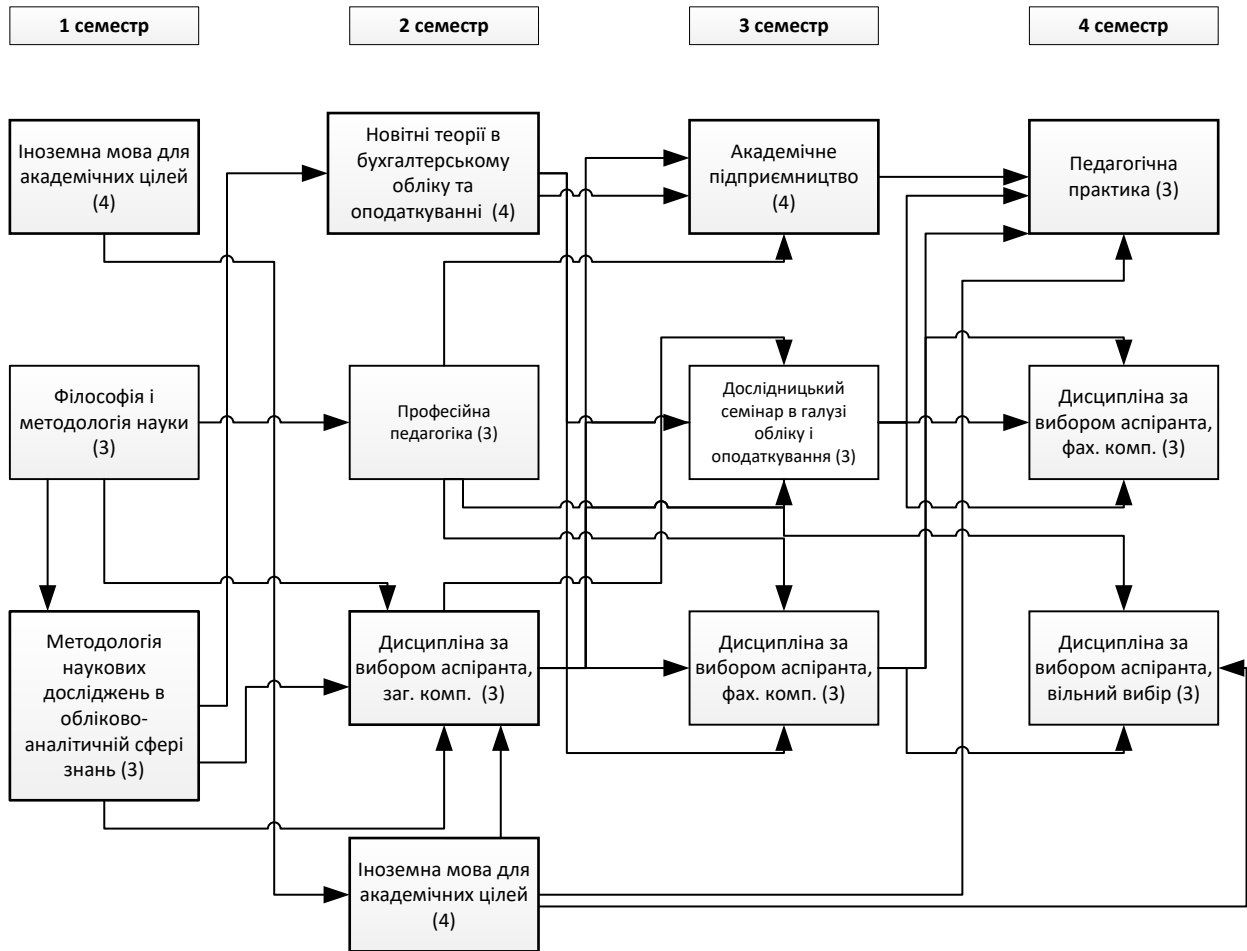 1 семестр
2 семестр
3 семестр
4 семестр
Іноземна мова для
академічних цілей
(4)
Новітні теорії в
бухгалтерському
обліку та
оподаткуванні (4)
Академічне
підприємництво
(4)
Педагогічна
практика (3)
Філософія і
методологія науки
(3)
Професійна
педагогіка (3)
Дослідницький
семінар в галузі
обліку і
оподаткування (3)
Дисципліна за
вибором аспіранта,
фах. комп. (3)
Методологія
наукових
досліджень в
обліково-
аналітичній сфері
знань (3)
Дисципліна за
вибором аспіранта,
заг. комп. (3)
Дисципліна за
вибором аспіранта,
фах. комп. (3)
Дисципліна за
вибором аспіранта,
вільний вибір (3)
Іноземна мова для
академічних цілей
(4)